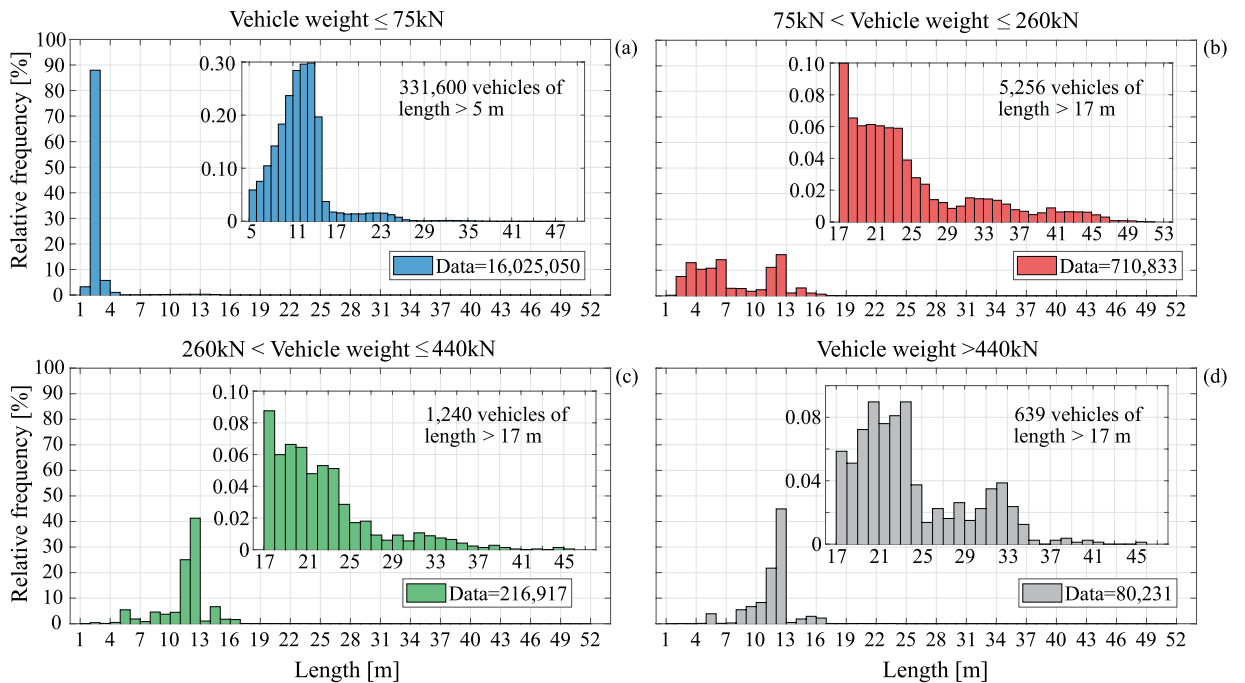 Vehicle weight ≤ 75kN
(a)
Relative frequency [%]
100
90
80
70
60
50
40
30
20
10
0
1 4 7 10 13 16 19 22 25 28 31 34 37 40 43 46 49 52
0.30
0.20
0.10
0
5 11 17 23 29 35 41 47
331,600 vehicles of
length > 5 m
Data=16,025,050
75kN < Vehicle weight ≤ 260kN
(b)
1 4 7 10 13 16 19 22 25 28 31 34 37 40 43 46 49 52
0.10
0.08
0.06
0.04
0.02
0
17 21 25 29 33 37 41 45 49 53
5,256 vehicles of
length > 17 m
Data=710,833
260kN < Vehicle weight ≤ 440kN
(c)
Relative frequency [%]
100
90
80
70
60
50
40
30
20
10
0
1 4 7 10 13 16 19 22 25 28 31 34 37 40 43 46 49 52
Length [m]
0.10
0.08
0.06
0.04
0.02
0
17 21 25 29 33 37 41 45
1,240 vehicles of
length > 17 m
Data=216,917
Vehicle weight >440kN
(d)
1 4 7 10 13 16 19 22 25 28 31 34 37 40 43 46 49 52
Length [m]
0.08
0.04
0
17 21 25 29 33 37 41 46
639 vehicles of
length > 17 m
Data=80,231